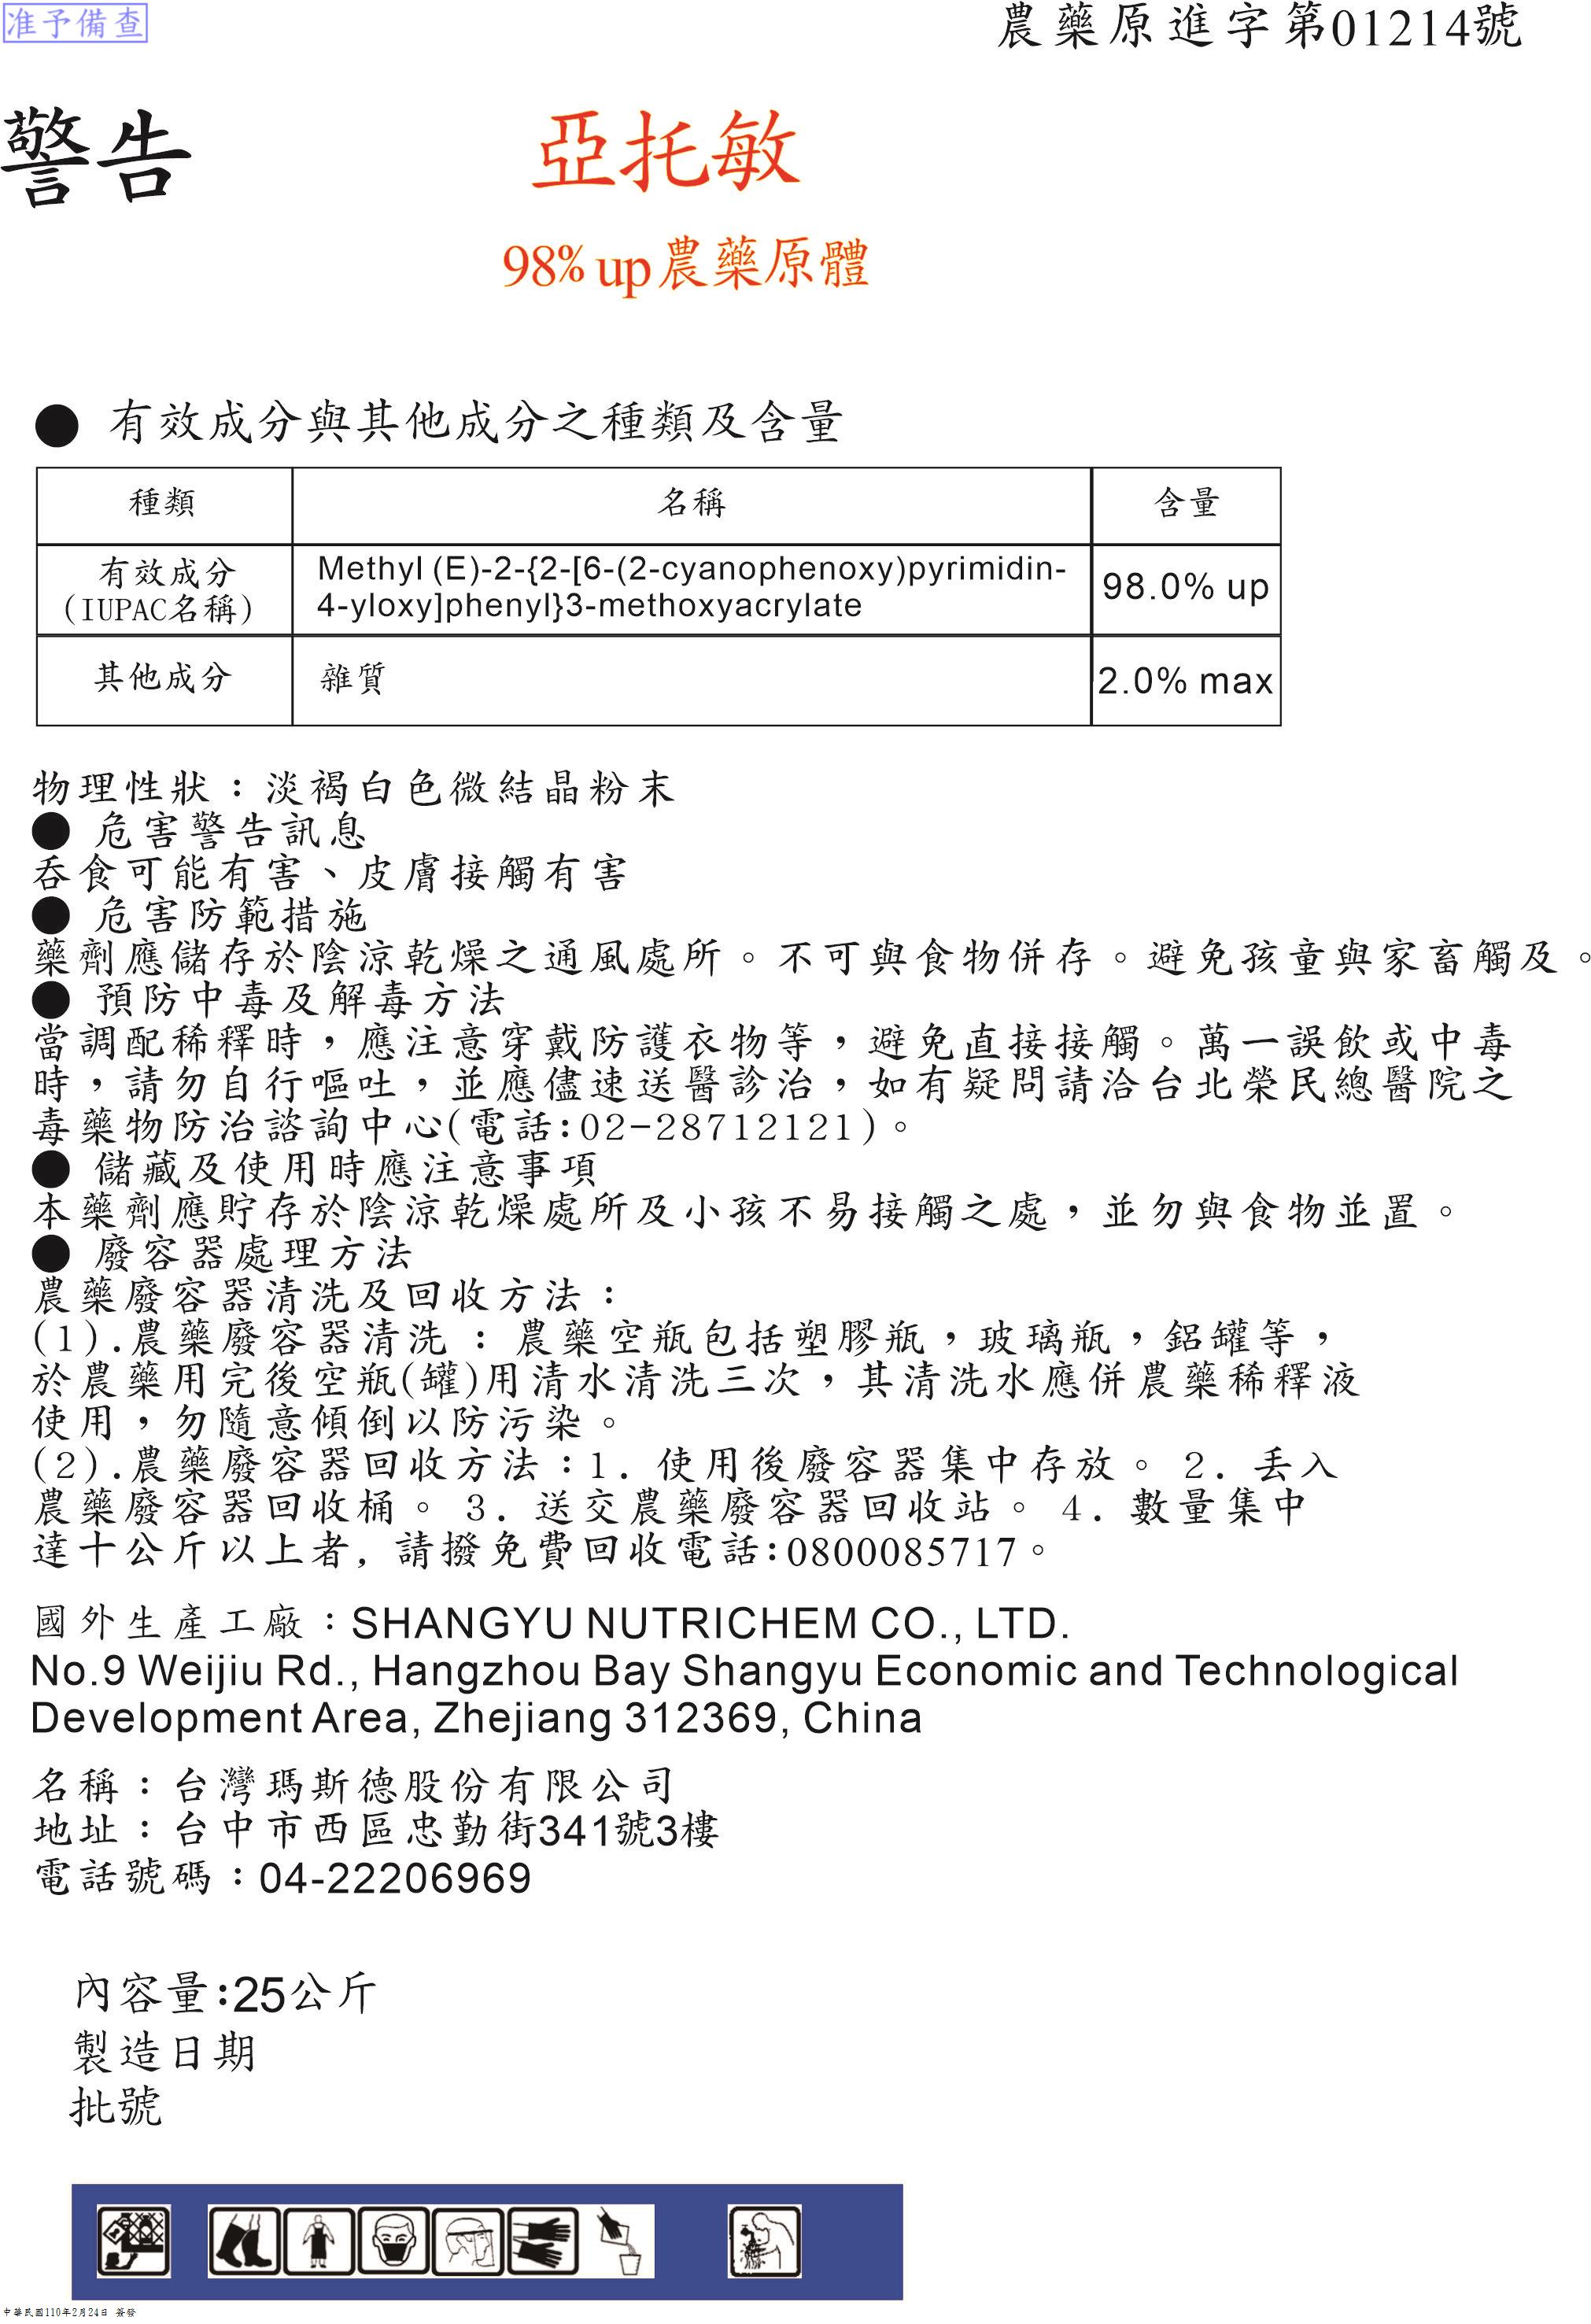 准予備查
農藥原進字第01214號
警告
亞托敏
98% up農藥原體
● 有效成分與其他成分之種類及含量
種類 名稱 含量
有效成分
(IUPAC名稱)
Methyl (E)-2-{2-[6-(2-cyanophenoxy)pyrimidin-
4-yloxy]phenyl}3-methoxyacrylate
98.0% up
其他成分 雜質 2.0% max
物理性狀：淡褐白色微結晶粉末
● 危害警告訊息
吞食可能有害、皮膚接觸有害
● 危害防範措施
藥劑應儲存於陰涼乾燥之通風處所。不可與食物併存。避免孩童與家畜觸及。
● 預防中毒及解毒方法
當調配稀釋時，應注意穿戴防護衣物等，避免直接接觸。萬一誤飲或中毒
時，請勿自行嘔吐，並應儘速送醫診治，如有疑問請洽台北榮民總醫院之
毒藥物防治諮詢中心(電話:02-28712121)。
● 儲藏及使用時應注意事項
本藥劑應貯存於陰涼乾燥處所及小孩不易接觸之處，並勿與食物並置。
● 廢容器處理方法
農藥廢容器清洗及回收方法：
(1).農藥廢容器清洗 : 農藥空瓶包括塑膠瓶，玻璃瓶，鋁罐等，
於農藥用完後空瓶(罐)用清水清洗三次，其清洗水應併農藥稀釋液
使用，勿隨意傾倒以防污染。
(2).農藥廢容器回收方法：1. 使用後廢容器集中存放。 2. 丟入
農藥廢容器回收桶。 3. 送交農藥廢容器回收站。 4. 數量集中
達十公斤以上者, 請撥免費回收電話:0800085717。
國外生產工廠：SHANGYU NUTRICHEM CO., LTD.
No.9 Weijiu Rd., Hangzhou Bay Shangyu Economic and Technological
Development Area, Zhejiang 312369, China
名稱：台灣瑪斯德股份有限公司
地址：台中市西區忠勤街341號3樓
電話號碼：04-22206969
內容量:25公斤
製造日期
批號
中華民國110年2月24日 簽發